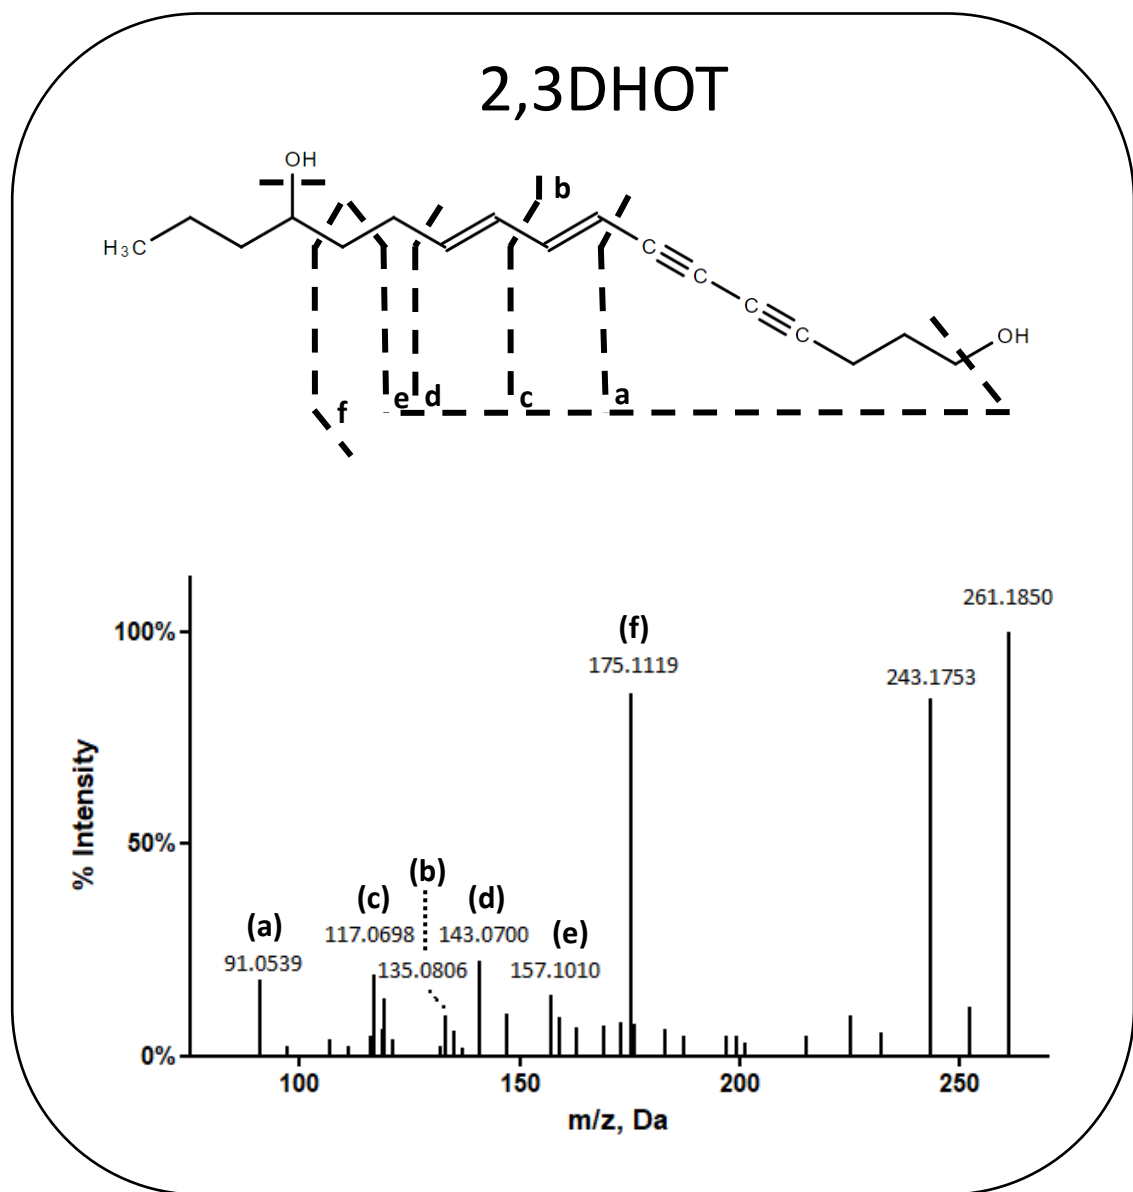 2,3DHOT
OH
b
H₃C
C
C
C
C
OH
f
e
d
c
a
261.1850
100%
(f)
175.1119
243.1753
% Intensity
50%
(b)
(c)
(d)
(a)
117.0698
143.0700
(e)
91.0539
135.0806
157.1010
0%
100
150
200
250
m/z, Da